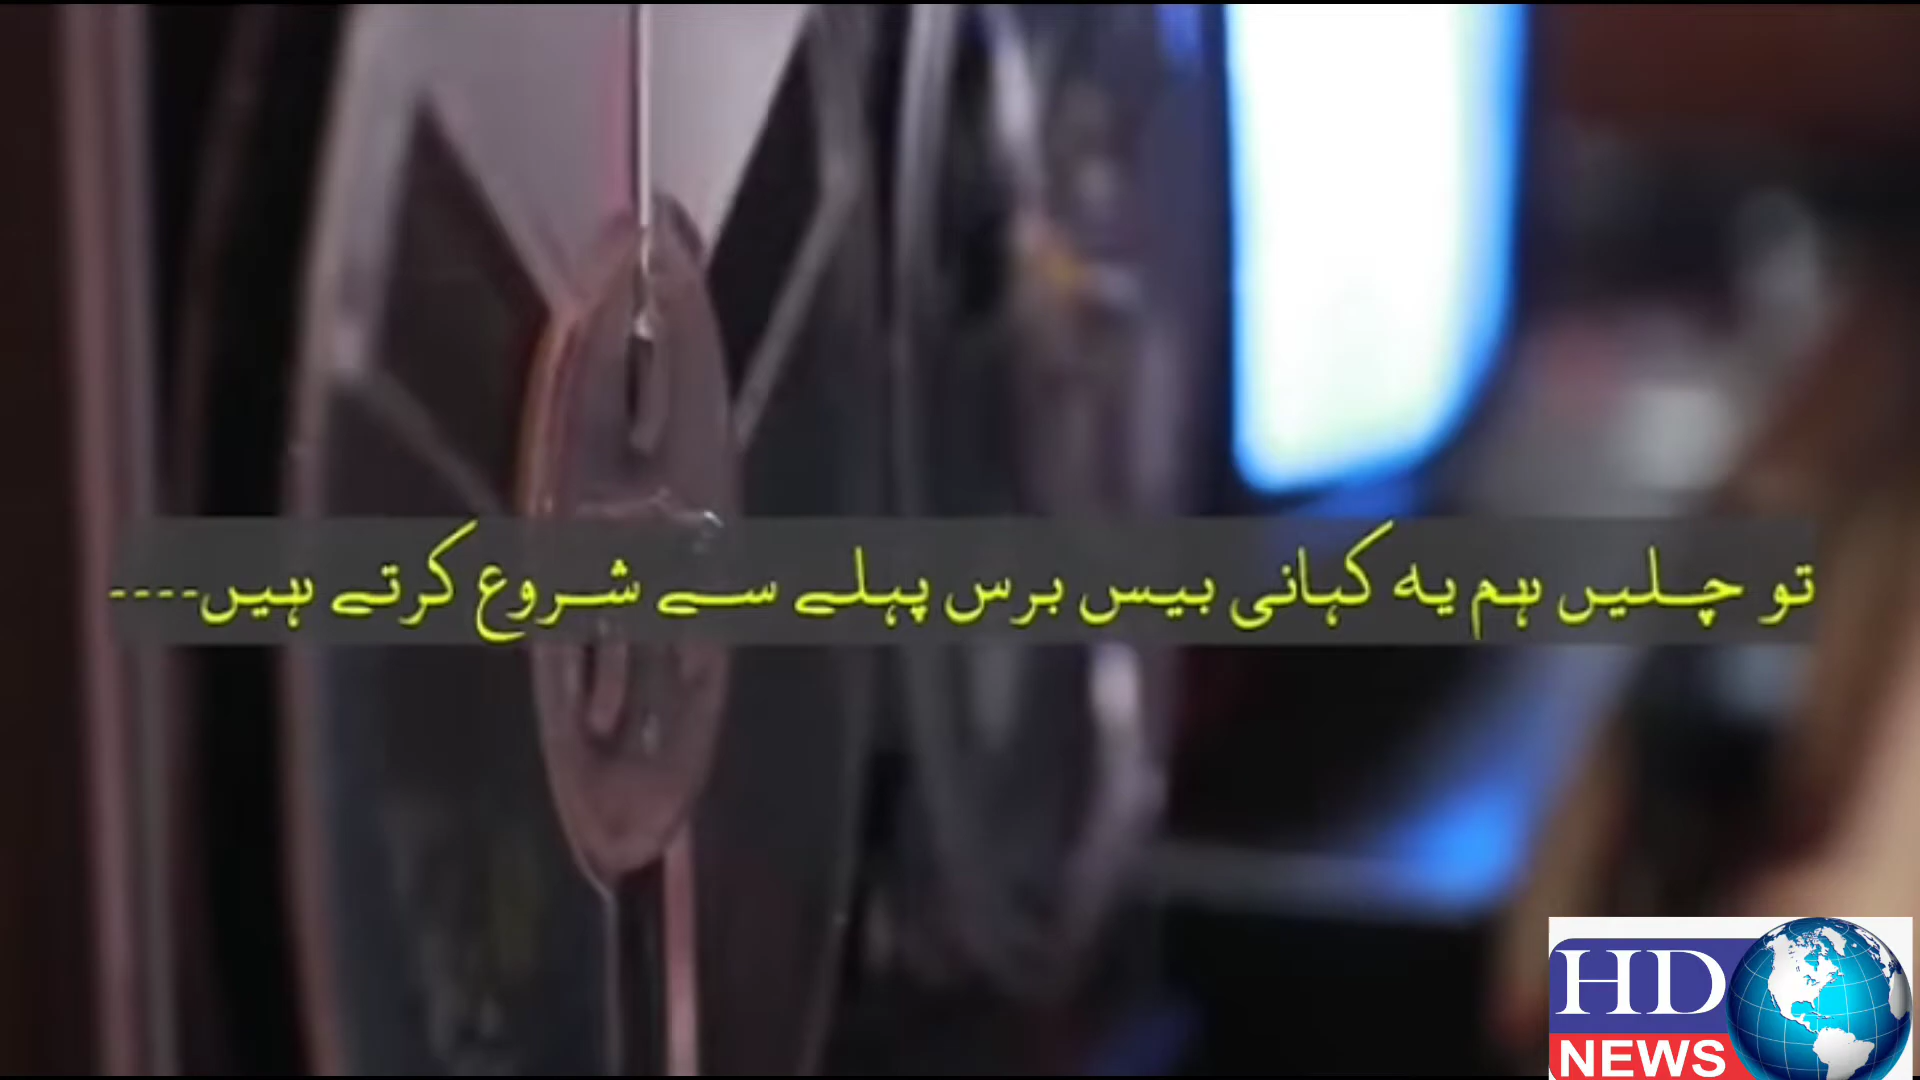 تو چلیں ہم یہ کہانی بیس برس پہلے سے شروع کرتے ہیں----
HD
NEWS